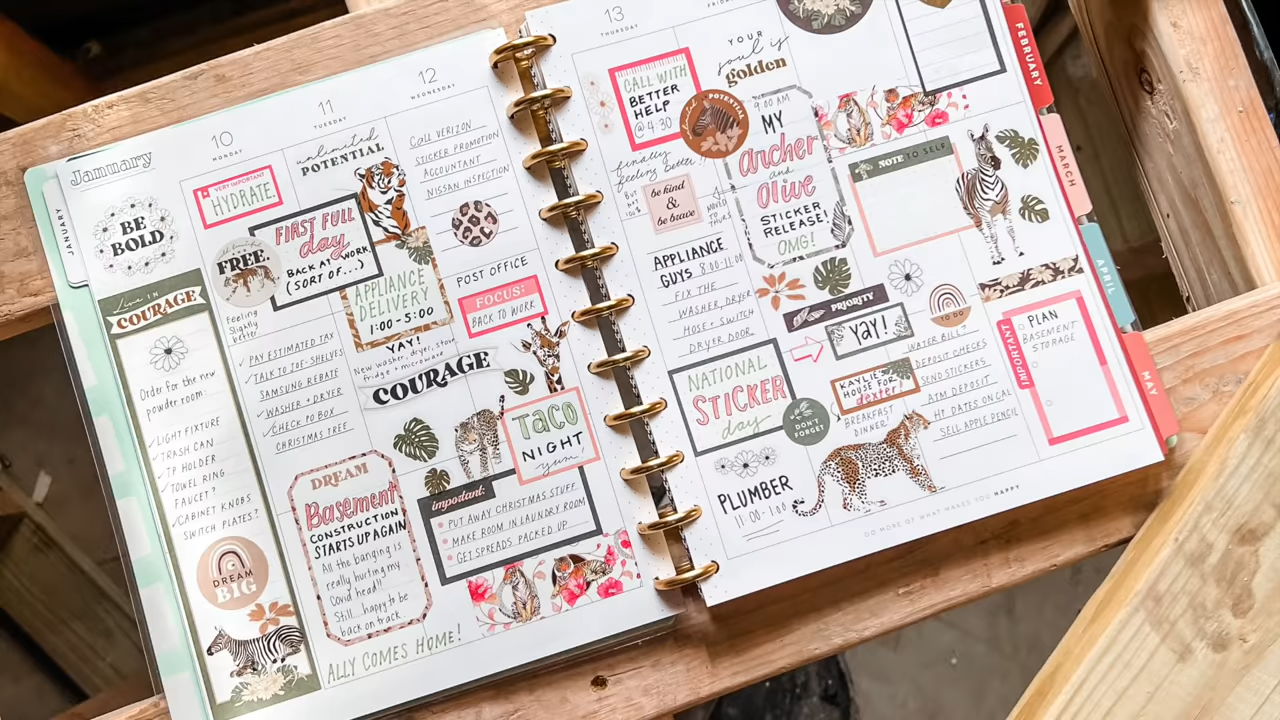 January
JANUARY
BE
BOLD
Live IN
COURAGE
Order for the new
powder room:
✓LIGHT FIXTURE
✓TRASH CAN
✓TP HOLDER
✓TOWEL RING
FAUCET?
✓CABINET KNOBS
SWITCH PLATES?
DREAM
BIG
10
MONDAY
VERY IMPORTANT
HYDRATE
FREE.
FIRST FULL
day
BACK AT WORK
(SORT OF...)
Feeling
Slightly
better
✓PAY ESTIMATED TAX
✓TALK TO JOE-SHELVES
SAMSUNG REBATE
✓WASHER + DRYER
✓CHECK PO BOX
CHRISTMAS TREE
DREAM
Basement
CONSTRUCTION
STARTS UP AGAIN
All the banging is
really hurting my
Covid head!
Still...happy to be
back on track
ALLY COMES HOME!
11
TUESDAY
unlimited
POTENTIAL
APPLIANCE
DELIVERY
1:00-5:00
YAY!
New washer, dryer, stove
fridge + microwave
COURAGE
important:
PUT AWAY CHRISTMAS STUFF
MAKE ROOM IN LAUNDRY ROOM
GET SPREADS PACKED UP
12
WEDNESDAY
CALL VERIZON
STICKER PROMOTION
ACCOUNTANT
NISSAN INSPECTION
POST OFFICE
FOCUS:
BACK TO WORK
TACO
NIGHT
yum!
13
THURSDAY
CALL WITH
BETTER
HELP
@ 4:30
finally
feeling better!!
BUT
NOT
100%
be kind
&
be brave
MOVED
TO
THURS
APPLIANCE
GUYS 8:00-11:00
FIX THE
WASHER, DRYER
HOSE + SWITCH
DRYER DOOR
NATIONAL
STICKER
day
PLUMBER
11:00-1:00
YOUR
soul is
golden
POTENTIAL
9:00 AM
MY
archer
and
olive
STICKER
RELEASE!
OMG!
PRIORITY
YAY!
KAYLIE'S
HOUSE FOR
dexter!
DON'T
FORGET
BREAKFAST
DINNER
NOTE TO SELF
TO DO
WATER BILL?
DEPOSIT CHECKS
SEND STICKERS
ATM DEPOSIT
HT DATES ON CAL
SELL APPLE PENCIL
IMPORTANT
PLAN
BASEMENT
STORAGE
DO MORE OF WHAT MAKES YOU HAPPY
FEBRUARY
MARCH
APRIL
MAY